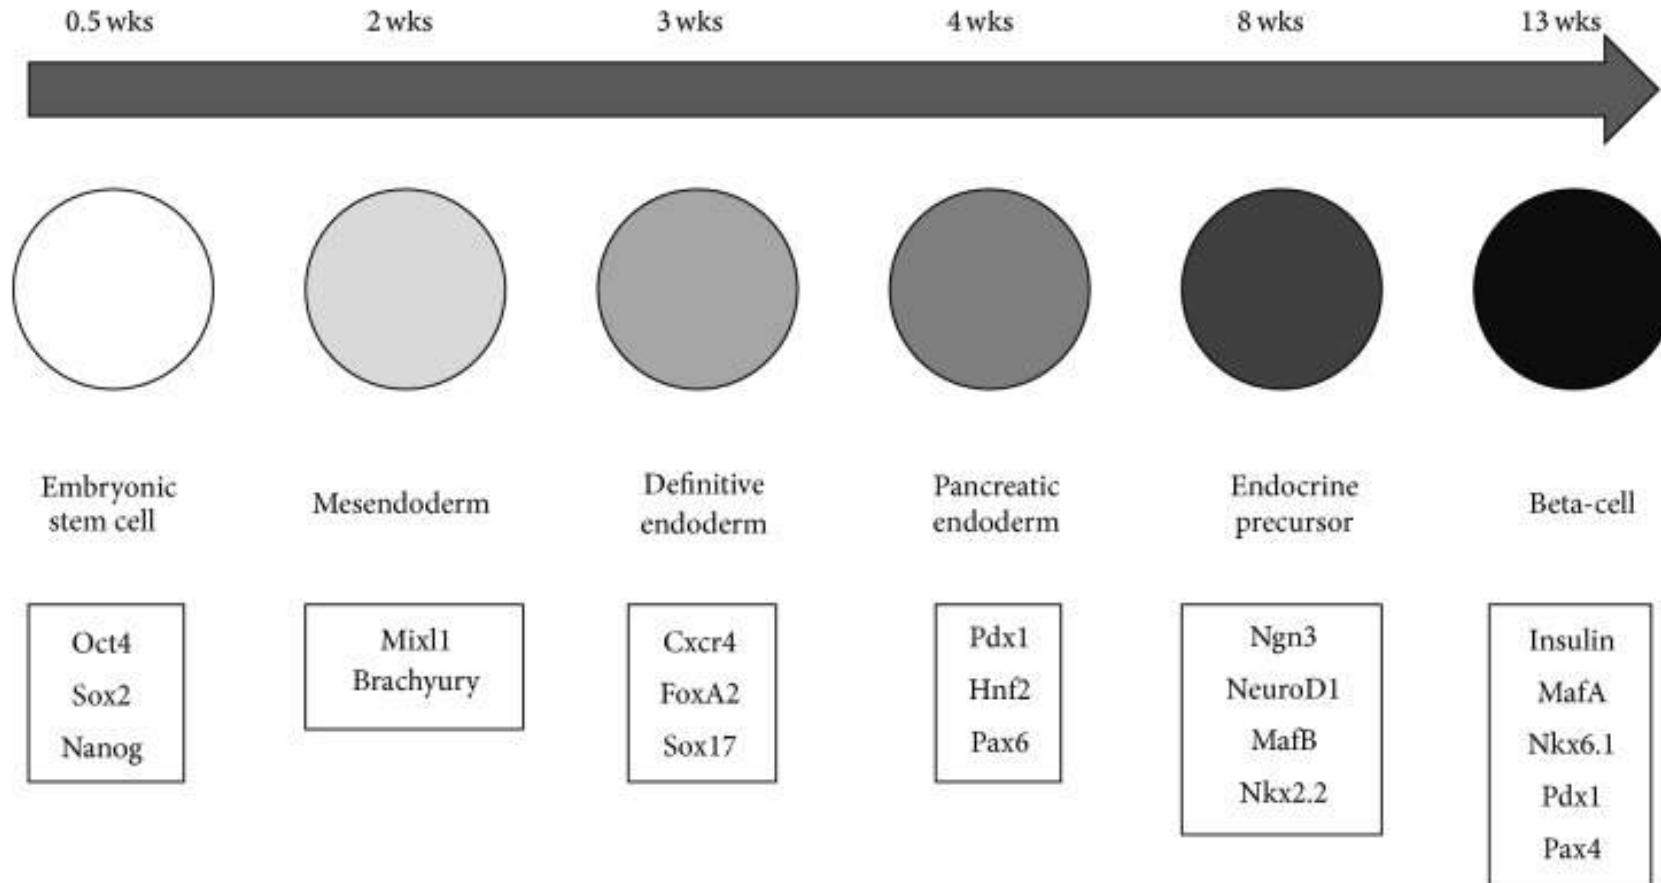 0.5 wks
2 wks
3 wks
4 wks
8 wks
13 wks
Embryonic
stem cell
Mesendoderm
Definitive
endoderm
Pancreatic
endoderm
Endocrine
precursor
Beta-cell
Oct4
Sox2
Nanog
Mixl1
Brachyury
Cxcr4
FoxA2
Sox17
Pdx1
Hnf2
Pax6
Ngn3
NeuroD1
MafB
Nkx2.2
Insulin
MafA
Nkx6.1
Pdx1
Pax4